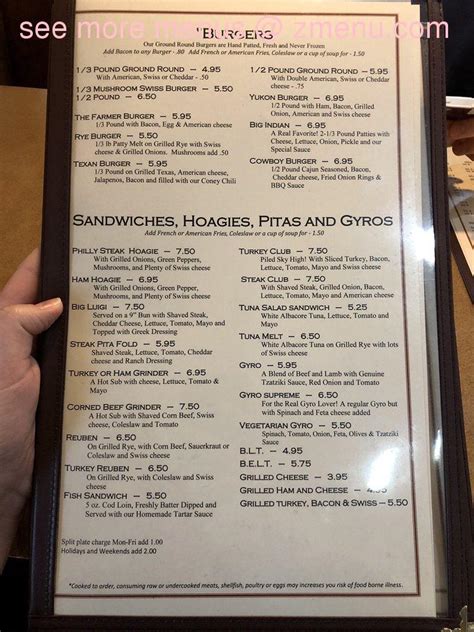 see more menus @ zmenu.com
"Burgers
Our Ground Round Burgers are Hand Patted, Fresh and Never Frozen
Add Bacon to any Burger - .50 Add French or American Fries, Coleslaw or cup of soup for - 1.50
1/3 Pound Ground Round - 4.95
With American, Swiss or Cheddar - .50
1/3 Mushroom Swiss Burger - 5.50
1/2 Pound - 6.50
The Farmer Burger - 5.95
1/3 Pound with Bacon, Egg & American cheese
Rye Burger - 5.50
1/3 lb Patty Melt on Grilled Rye with Swiss
cheese & Grilled Onions. Mushrooms add .50
Texan Burger - 5.95
1/3 Pound on Grilled Texas, American cheese,
Jalapenos, Bacon and filled with our Coney Chili
1/2 Pound Ground Round - 5.95
With Double American, Swiss or Cheddar
cheese - .75
Yukon Burger - 6.95
1/2 Pound with Ham, Bacon, Grilled
Onion, American and Swiss cheese
Big Indian - 6.95
A Real Favorite! 2-1/3 Pound Patties with
Cheese, Lettuce, Onion, Pickle and our
Special Sauce
Cowboy Burger - 6.95
1/2 Pound Cajun Seasoned, Bacon,
Cheddar cheese, Fried Onion Rings &
BBQ Sauce
Sandwiches, Hoagies, Pitas and Gyros
Add French or American Fries, Coleslaw or a cup of soup for - 1.50
Philly Steak Hoagie - 7.50
With Grilled Onions, Green Peppers,
Mushrooms, and Plenty of Swiss cheese
Ham Hoagie - 6.95
With Grilled Onions, Green Pepper,
Mushrooms and Plenty of Swiss cheese
Big Luigi - 7.50
Served on a 9" Bun with Shaved Steak,
Cheddar Cheese, Lettuce, Tomato, Mayo and
Topped with Greek Dressing
Steak Pita Fold - 5.95
Shaved Steak, Lettuce, Tomato, Cheddar
cheese and Ranch Dressing
Turkey or Ham Grinder - 6.95
A Hot Sub with cheese, Lettuce, Tomato &
Mayo
Corned Beef Grinder - 7.50
A Hot Sub with Shaved Corn Beef, Swiss
cheese, Coleslaw and Tomato
Reuben - 6.50
On Grilled Rye, with Corn Beef, Sauerkraut or
Coleslaw and Swiss cheese
Turkey Reuben - 6.50
On Grilled Rye, with Coleslaw and Swiss
cheese
Fish Sandwich - 5.50
5 oz. Cod Loin, Freshly Batter Dipped and
Served with our Homemade Tartar Sauce
Turkey Club - 7.50
Piled Sky High! With Sliced Turkey, Bacon,
Lettuce, Tomato and Swiss cheese
Steak Club - 7.50
With Shaved Steak, Grilled Onion, Bacon,
Lettuce, Tomato, Mayo and American cheese
Tuna Salad sandwich - 5.25
White Albacore Tuna, Lettuce, Tomato and
Mayo
Tuna Melt - 6.50
White Albacore Tuna on Grilled Rye with lots
of Swiss cheese
Gyro - 5.95
A Blend of Beef and Lamb with Genuine
Tzatziki Sauce, Red Onion and Tomato
Gyro supreme - 6.50
For the Real Gyro Lover! A regular Gyro but
with Spinach and Feta cheese added
Vegetarian Gyro - 5.50
Spinach, Tomato, Onion, Feta, Olives & Tzatziki
Sauce
B.L.T. - 4.95
B.E.L.T. - 5.75
Grilled Cheese - 3.95
Grilled Ham and Cheese -
Grilled Turkey, Bacon & Swiss - 5.50
Split plate charge Mon-Fri add 1.00
Holidays and Weekends add 2.00
*Cooked to order, consuming raw or undercooked meats, shellfish, poultry or eggs may increases you risk of food borne illness.